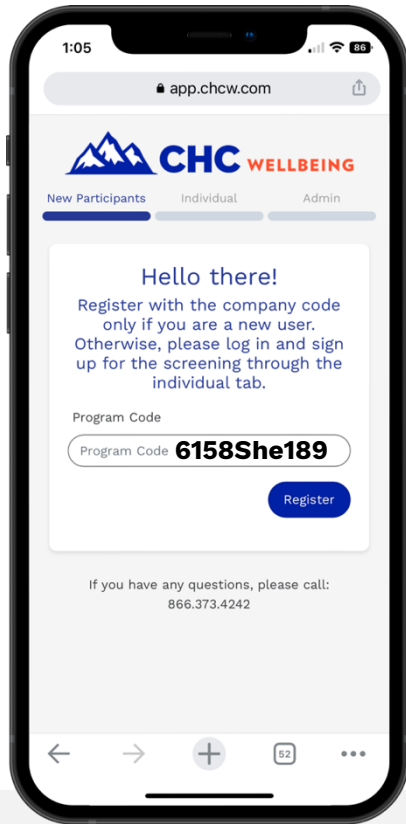 1:05
86
app.chcw.com
CHC WELLBEING
New Participants Individual Admin
Hello there!
Register with the company code
only if you are a new user.
Otherwise, please log in and sign
up for the screening through the
individual tab.
Program Code
Program Code 6158She189
Register
If you have any questions, please call:
866.373.4242
52